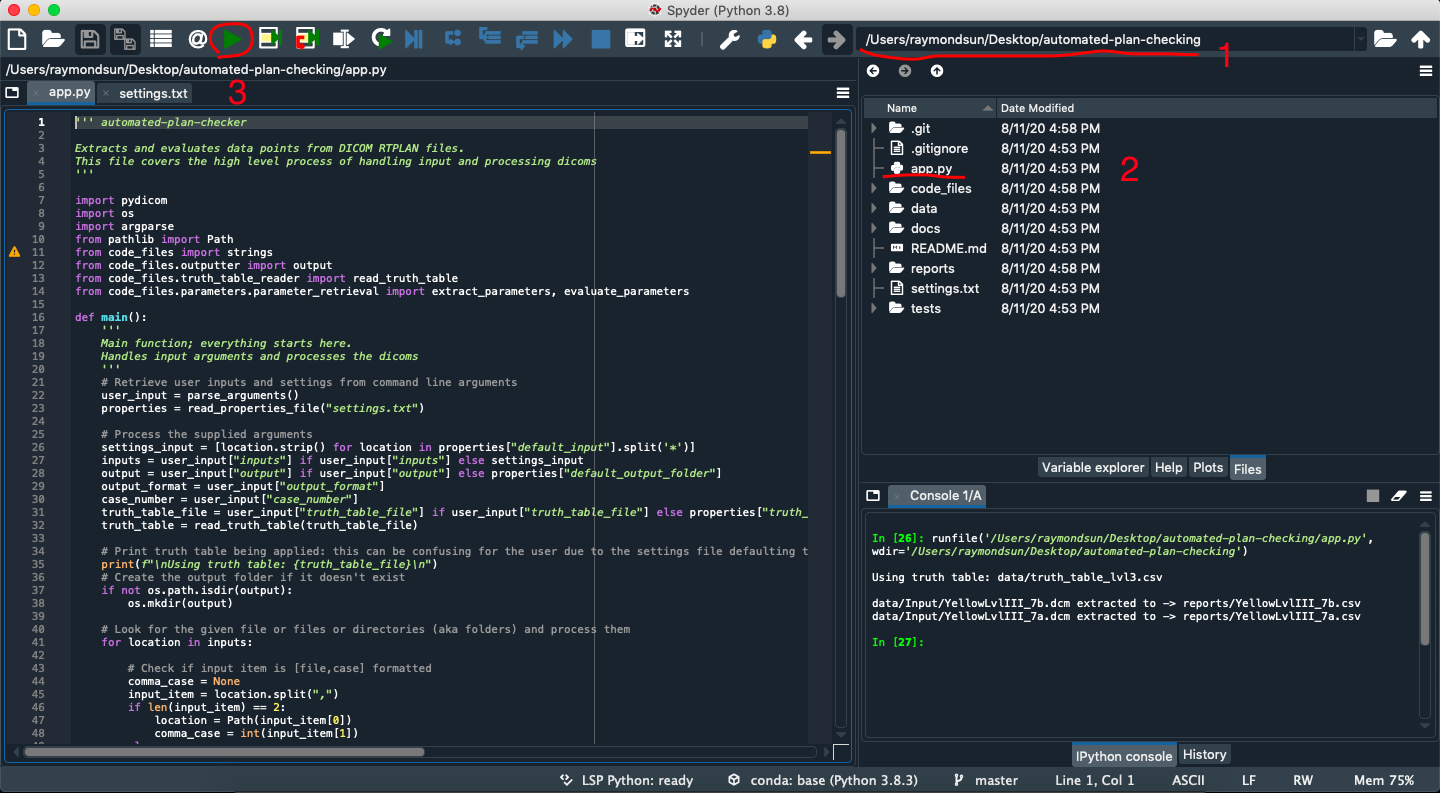 Spyder (Python 3.8)
/Users/raymondsun/Desktop/automated-plan-checking
1
/Users/raymondsun/Desktop/automated-plan-checking/app.py
3
app.py
settings.txt
1 ''' automated-plan-checker
2
3 Extracts and evaluates data points from DICOM RTPLAN files.
4 This file covers the high level process of handling input and processing dicoms
5 '''
6
7 import pydicom
8 import os
9 import argparse
10 from pathlib import Path
11 from code_files import strings
12 from code_files.outputter import output
13 from code_files.truth_table_reader import read_truth_table
14 from code_files.parameters.parameter_retrieval import extract_parameters, evaluate_parameters
15
16 def main():
17     '''
18     Main function; everything starts here.
19     Handles input arguments and processes the dicoms
20     '''
21     # Retrieve user inputs and settings from command line arguments
22     user_input = parse_arguments()
23     properties = read_properties_file("settings.txt")
24
25     # Process the supplied arguments
26     settings_input = [location.strip() for location in properties["default_input"].split('*')]
27     inputs = user_input["inputs"] if user_input["inputs"] else settings_input
28     output = user_input["output"] if user_input["output"] else properties["default_output_folder"]
29     output_format = user_input["output_format"]
30     case_number = user_input["case_number"]
31     truth_table_file = user_input["truth_table_file"] if user_input["truth_table_file"] else properties["truth_
32     truth_table = read_truth_table(truth_table_file)
33
34     # Print truth table being applied: this can be confusing for the user due to the settings file defaulting t
35     print(f"\nUsing truth table: {truth_table_file}\n")
36     # Create the output folder if it doesn't exist
37     if not os.path.isdir(output):
38         os.mkdir(output)
39
40     # Look for the given file or files or directories (aka folders) and process them
41     for location in inputs:
42
43         # Check if input item is [file,case] formatted
44         comma_case = None
45         input_item = location.split(",")
46         if len(input_item) == 2:
47             location = Path(input_item[0])
48             comma_case = int(input_item[1])
Name Date Modified
.git 8/11/20 4:58 PM
.gitignore 8/11/20 4:53 PM
app.py 8/11/20 4:53 PM 2
code_files 8/11/20 4:58 PM
data 8/11/20 4:53 PM
docs 8/11/20 4:53 PM
README.md 8/11/20 4:53 PM
reports 8/11/20 4:58 PM
settings.txt 8/11/20 4:53 PM
tests 8/11/20 4:53 PM
Variable explorer Help Plots Files
Console 1/A
In [26]: runfile('/Users/raymondsun/Desktop/automated-plan-checking/app.py',
wdir='/Users/raymondsun/Desktop/automated-plan-checking')
Using truth table: data/truth_table_lvl3.csv
data/Input/YellowLvlIII_7b.dcm extracted to -> reports/YellowLvlIII_7b.csv
data/Input/YellowLvlIII_7a.dcm extracted to -> reports/YellowLvlIII_7a.csv
In [27]:
IPython console History
LSP Python: ready conda: base (Python 3.8.3) master Line 1, Col 1 ASCII LF RW Mem 75%